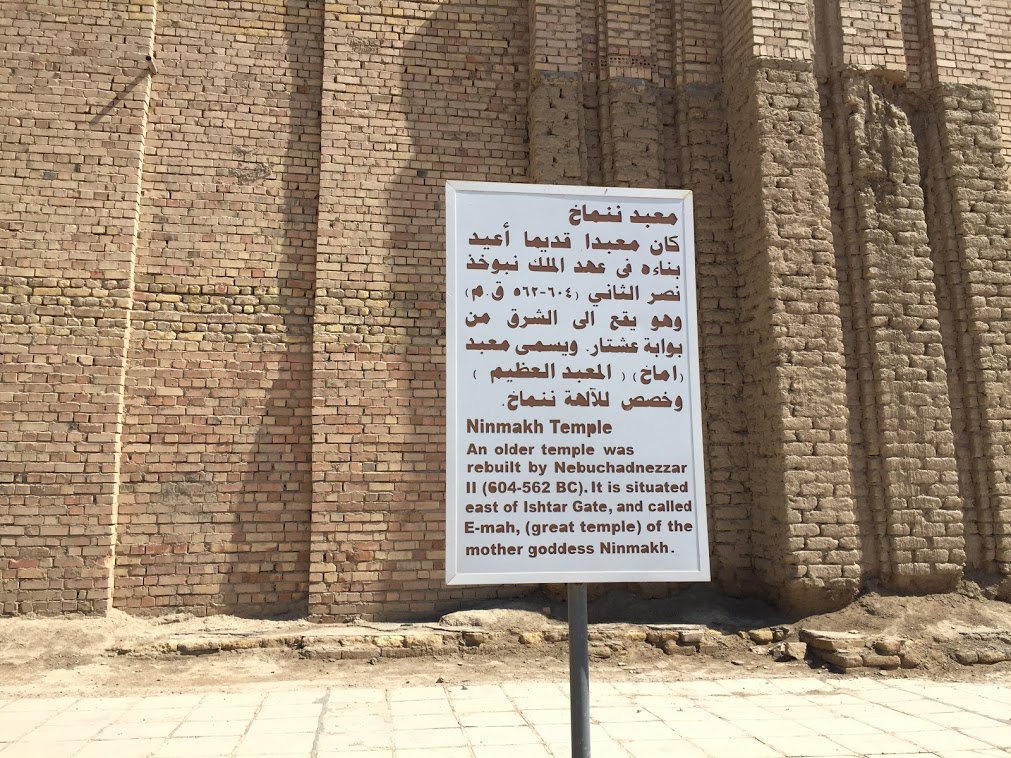 معبد ننماخ
كان معبدا قديما أعيد
بناءه فى عهد الملك نبوخذ
نصر الثاني (٦٠٤-٥٦٢ ق.م)
وهو يقع الى الشرق من
بوابة عشتار. ويسمى معبد
(اماخ) ( المعبد العظيم )
وخصص للآلهة ننماخ.
Ninmakh Temple
An older temple was
rebuilt by Nebuchadnezzar
II (604-562 BC). It is situated
east of Ishtar Gate, and called
E-mah, (great temple) of the
mother goddess Ninmakh.